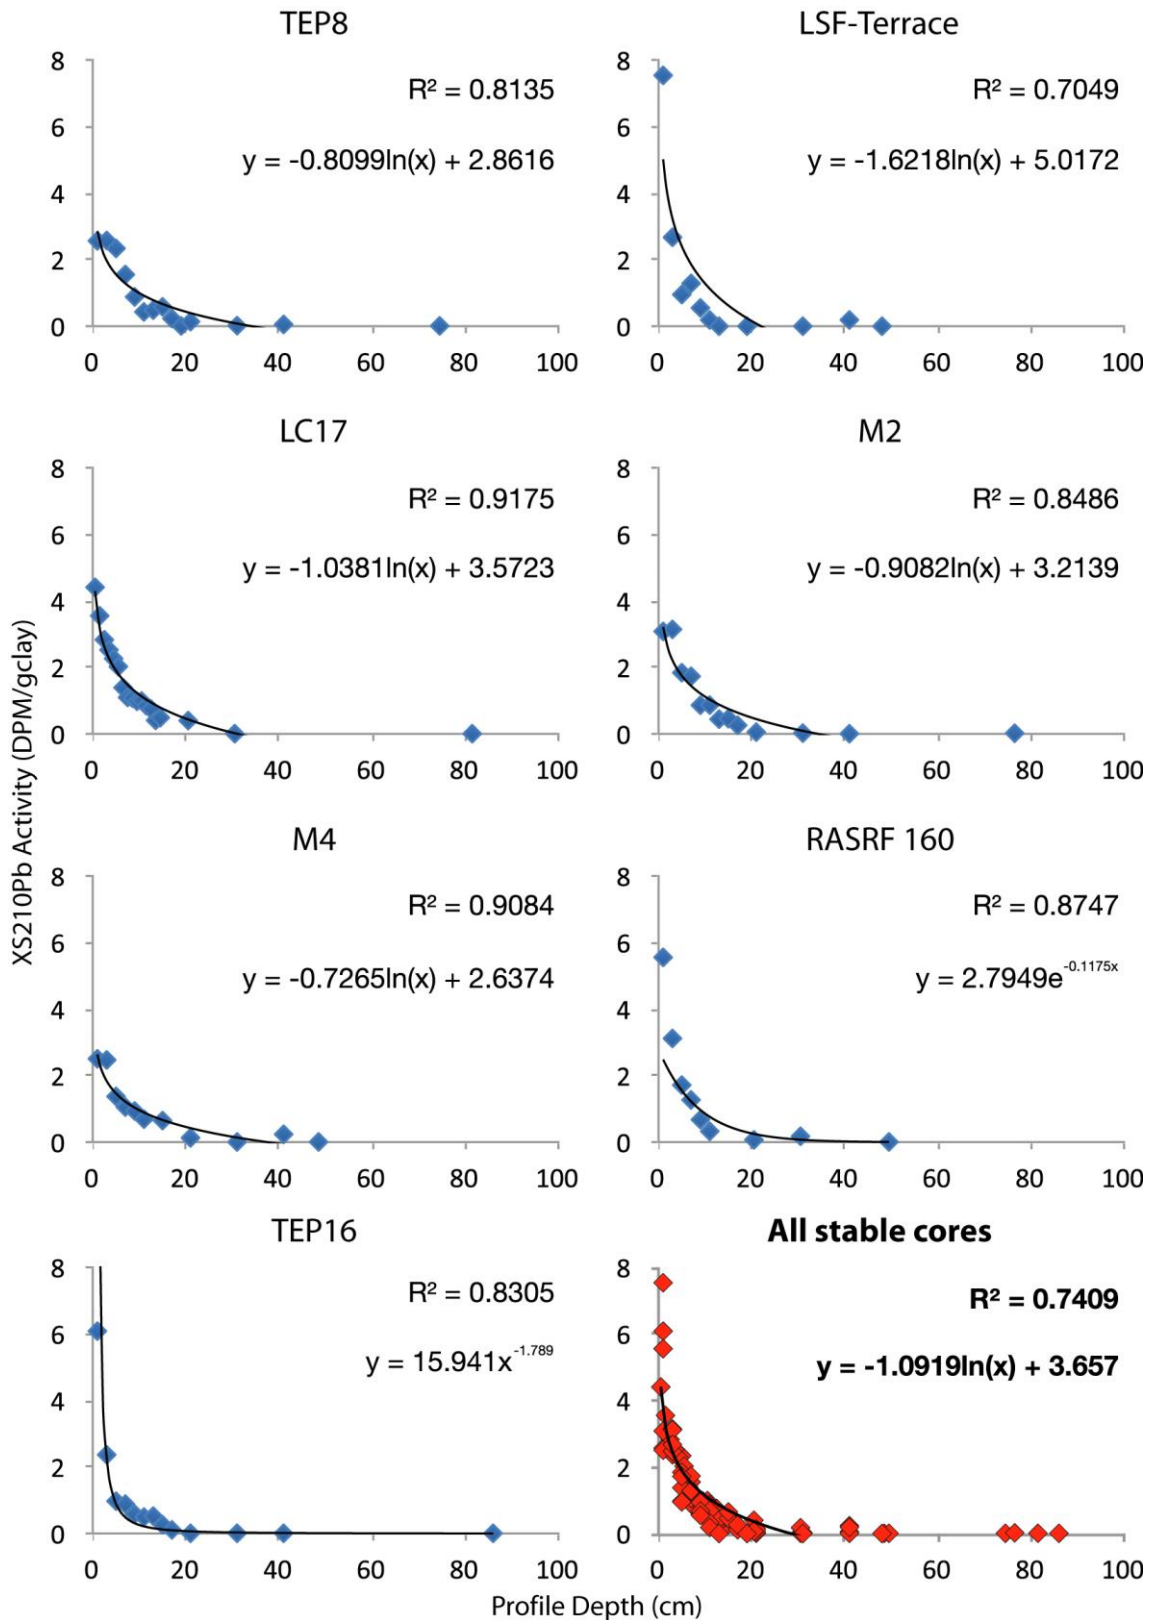 TEP8
8
6
4
2
0
0 20 40 60 80 100
R² = 0.8135
y = -0.8099ln(x) + 2.8616
LSF-Terrace
8
6
4
2
0
0 20 40 60 80 100
R² = 0.7049
y = -1.6218ln(x) + 5.0172
LC17
8
6
4
2
0
0 20 40 60 80 100
R² = 0.9175
y = -1.0381ln(x) + 3.5723
M2
8
6
4
2
0
0 20 40 60 80 100
R² = 0.8486
y = -0.9082ln(x) + 3.2139
XS210Pb Activity (DPM/gclay)
M4
8
6
4
2
0
0 20 40 60 80 100
R² = 0.9084
y = -0.7265ln(x) + 2.6374
RASRF 160
8
6
4
2
0
0 20 40 60 80 100
R² = 0.8747
y = 2.7949e^-0.1175x
TEP16
8
6
4
2
0
0 20 40 60 80 100
R² = 0.8305
y = 15.941x^-1.789
All stable cores
8
6
4
2
0
0 20 40 60 80 100
R² = 0.7409
y = -1.0919ln(x) + 3.657
Profile Depth (cm)